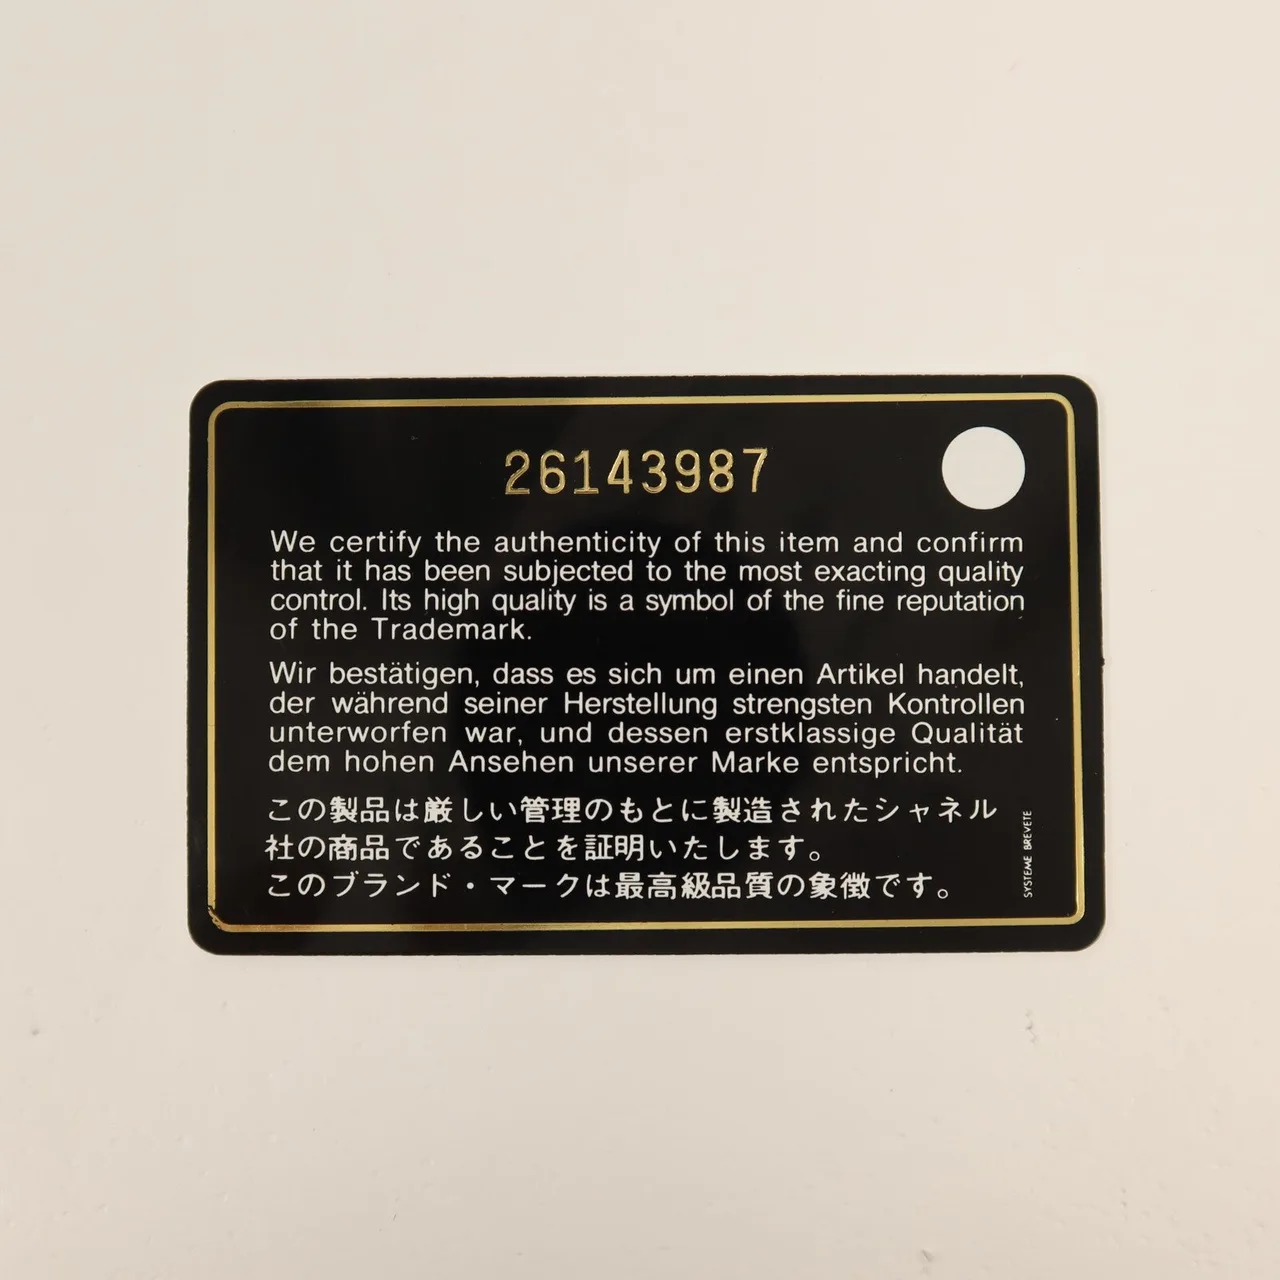 26143987
We certify the authenticity of this item and confirm
that it has been subjected to the most exacting quality
control. Its high quality is a symbol of the fine reputation
of the Trademark.
Wir bestätigen, dass es sich um einen Artikel handelt,
der während seiner Herstellung strengsten Kontrollen
unterworfen war, und dessen erstklassige Qualität
dem hohen Ansehen unserer Marke entspricht.
この製品は厳しい管理のもとに製造されたシャネル
社の商品であることを証明いたします。
このブランド・マークは最高級品質の象徴です。
SYSTEME BREVETE